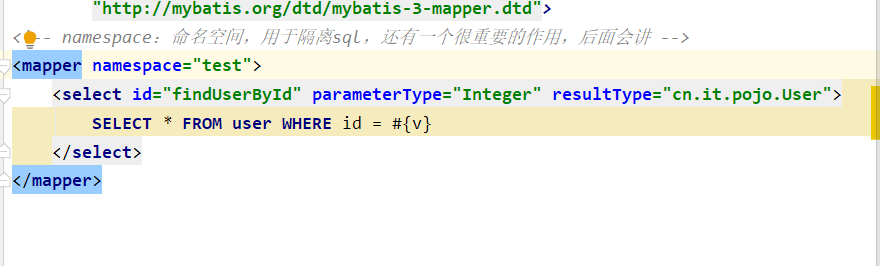 "http://mybatis.org/dtd/mybatis-3-mapper.dtd">
<!-- namespace：命名空间，用于隔离sql，还有一个很重要的作用，后面会讲 -->
<mapper namespace="test">
<select id="findUserById" parameterType="Integer" resultType="cn.it.pojo.User">
SELECT * FROM user WHERE id = #{v}
</select>
</mapper>